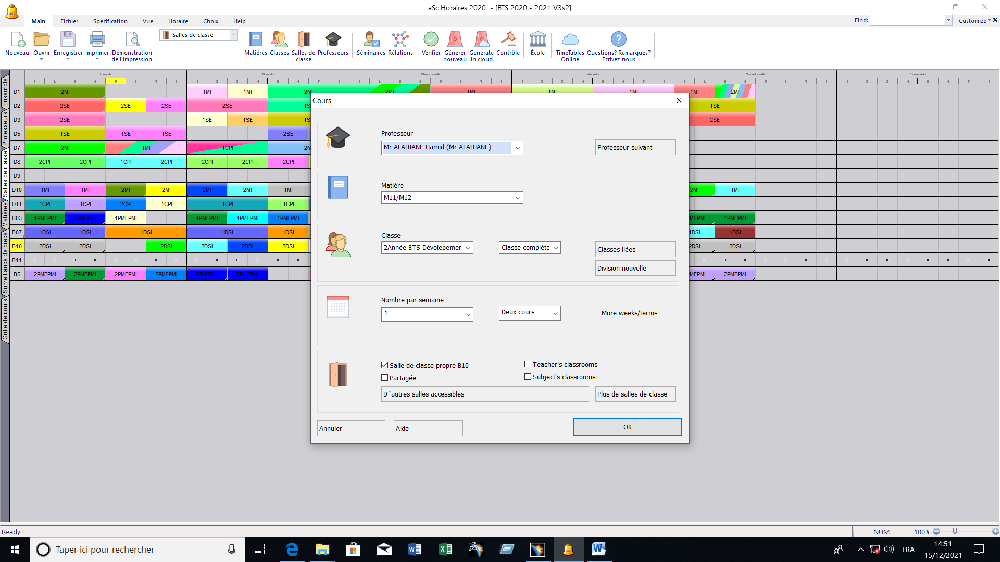 aSc Horaires 2020 - [BTS 2020 - 2021 V3s2]
Main Fichier Spécification Vue Horaire Choix Help
Find: Customize
Salles de classe
Nouveau Ouvrir Enregistrer Imprimer Démonstration de l'impression
Matières Classes Salles de classe Professeurs
Séminaires Relations
Vérifier Générer nouveau Generate in cloud Contrôle
École
TimeTables Online Questions? Remarques? Écrivez-nous
Lundi Mardi Mercredi Jeudi Vendredi Samedi
1 2 3 4 5 6 7 8 1 2 3 4 5 6 7 8 1 2 3 4 5 6 7 8 1 2 3 4 5 6 7 8 1 2 3 4 5 6 7 8 1 2 3 4 5 6 7 8
Ensemble
Professeurs
Salles de classe
Matières
Surveillance de pièce
Grille de cours
D1 2MI 1MI 1MI 2MI 2MI 1MI 1MI 1MI 1MI 2MI
D2 2SE 2SE 2SE 2SE 1S 1SE
D3 2SE 1SE 1SE 1S 2SE
D5 1SE 1SE 1SE 2SE
D7 2MI 1MI 1CPI 2M
D8 2CPI 2CPI 1CPI 2CPI 2CPI 2CPI 2CPI
D9
D10 1MI 1MI 2MI 2MI 2MI 2MI 1MI 2MI 1MI
D11 1CPI 1CPI 2CPI 1CPI 1CPI 1CPI
B03 1PMEPMI 1PMEPMI 1PMEPMI 1PMEPMI 1PMEPMI 1PMEPMI MEPMI 1PMEPMI
B07 1DSI 1DSI 1DSI 1DSI 1DSI 1DSI 1DSI
B10 2DSI 2DSI 2DSI 2DSI 2DSI 2DSI 2DSI 2DSI
B11 × × × × × × × × × × × × × × × × × × × × × × × × × × × × ×
B5 2PMEPMI 2PMEPMI 2PMEPMI 2PMEPMI 2PMEPMI 2PMEPMI MEPMI 2PMEPMI
Cours
Professeur
Mr ALAHIANE Hamid (Mr ALAHIANE)
Professeur suivant
Matière
M11/M12
Classe
2Année BTS Dévolepemer Classe complète
Classes liées
Division nouvelle
Nombre par semaine
1 Deux cours
More weeks/terms
Salle de classe propre B10
Teacher's classrooms
Partagée
Subject's classrooms
D´autres salles accessibles
Plus de salles de classe
Annuler Aide OK
Ready NUM 100%
Taper ici pour rechercher
FRA
14:51
15/12/2021